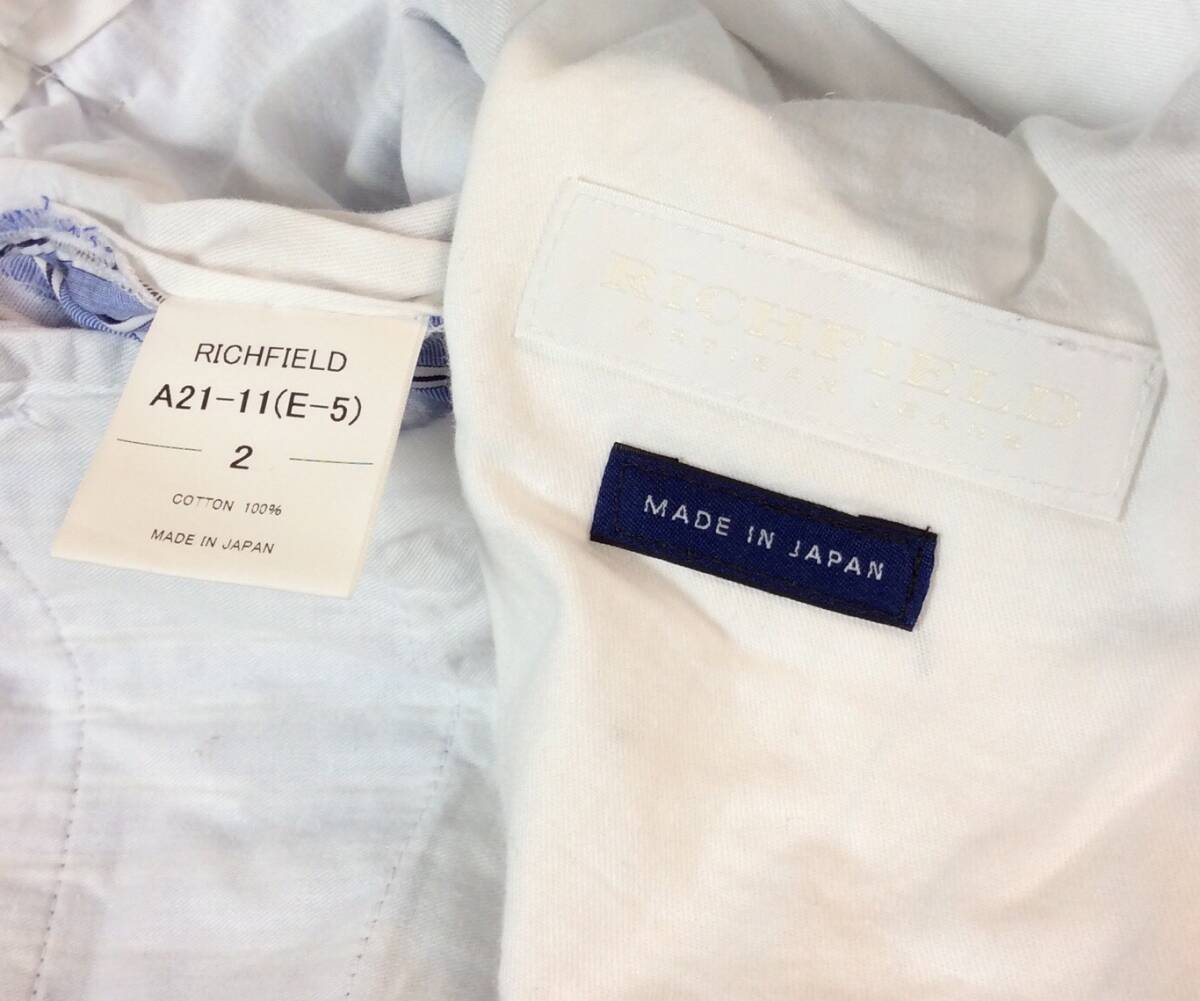 RICHFIELD
A21-11(E-5)
2
COTTON 100%
MADE IN JAPAN
RICHFIELD
MADE IN JAPAN